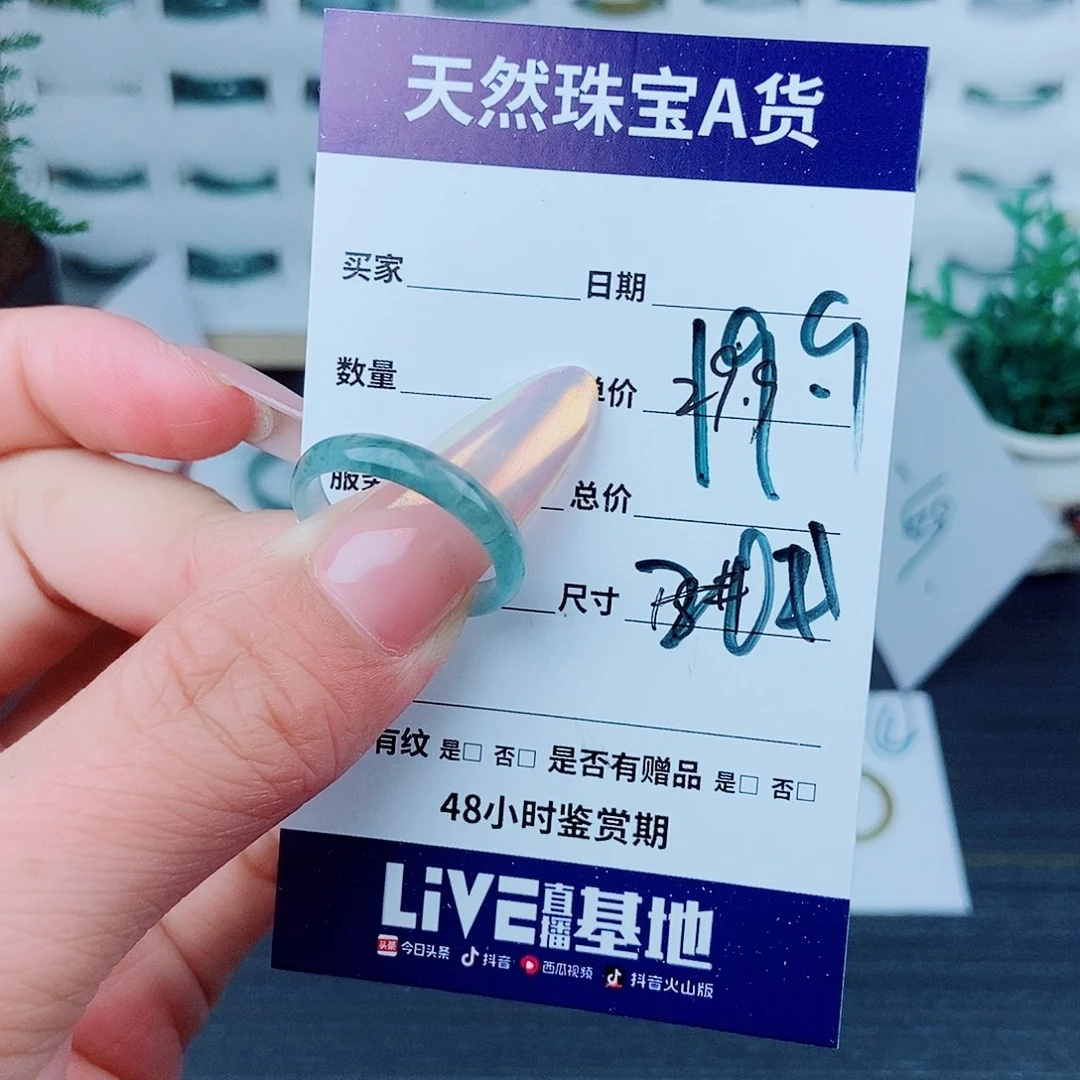 天然珠宝A货
买家 日期
数量 单价 29.9 19.9
总价
尺寸
有纹 是□ 否□ 是否有赠品 是□ 否□
48小时鉴赏期
LiVE直播基地
头条 今日头条 抖音 西瓜视频 抖音火山版